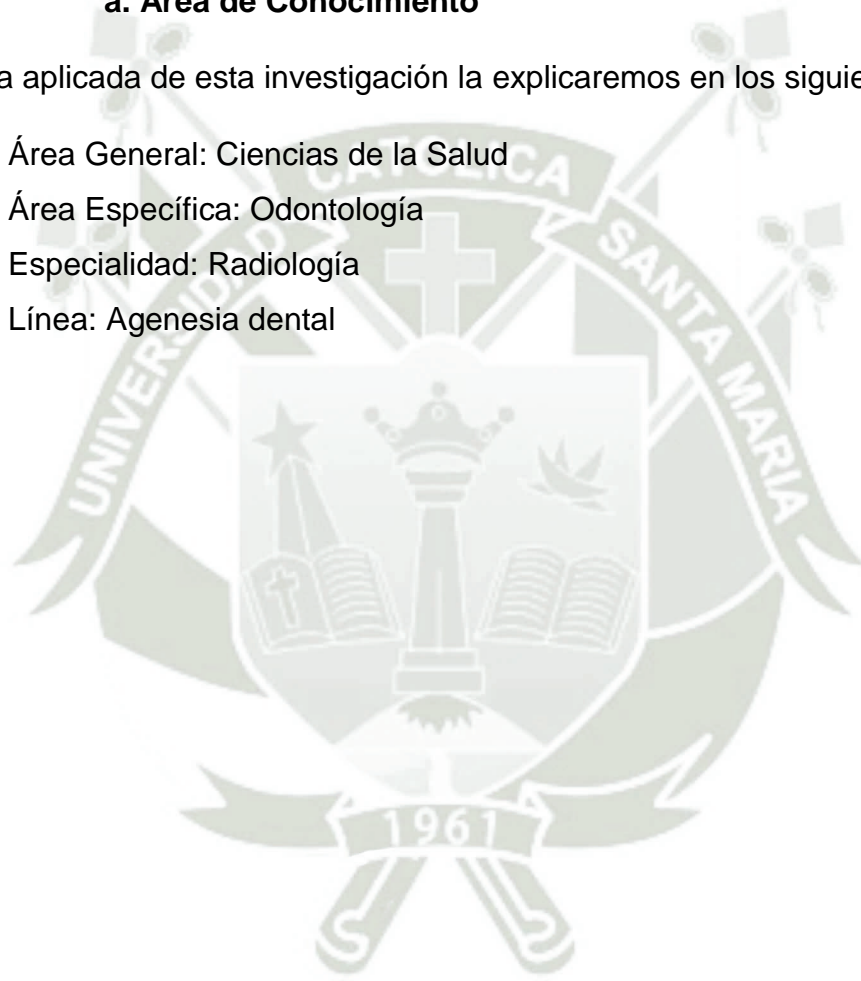 a. Área de Conocimiento
a aplicada de esta investigación la explicaremos en los siguie
Área General: Ciencias de la Salud
Área Específica: Odontología
Especialidad: Radiología
Línea: Agenesia dental
UNIVERSIDAD CATOLICA SANTA MARIA
1961